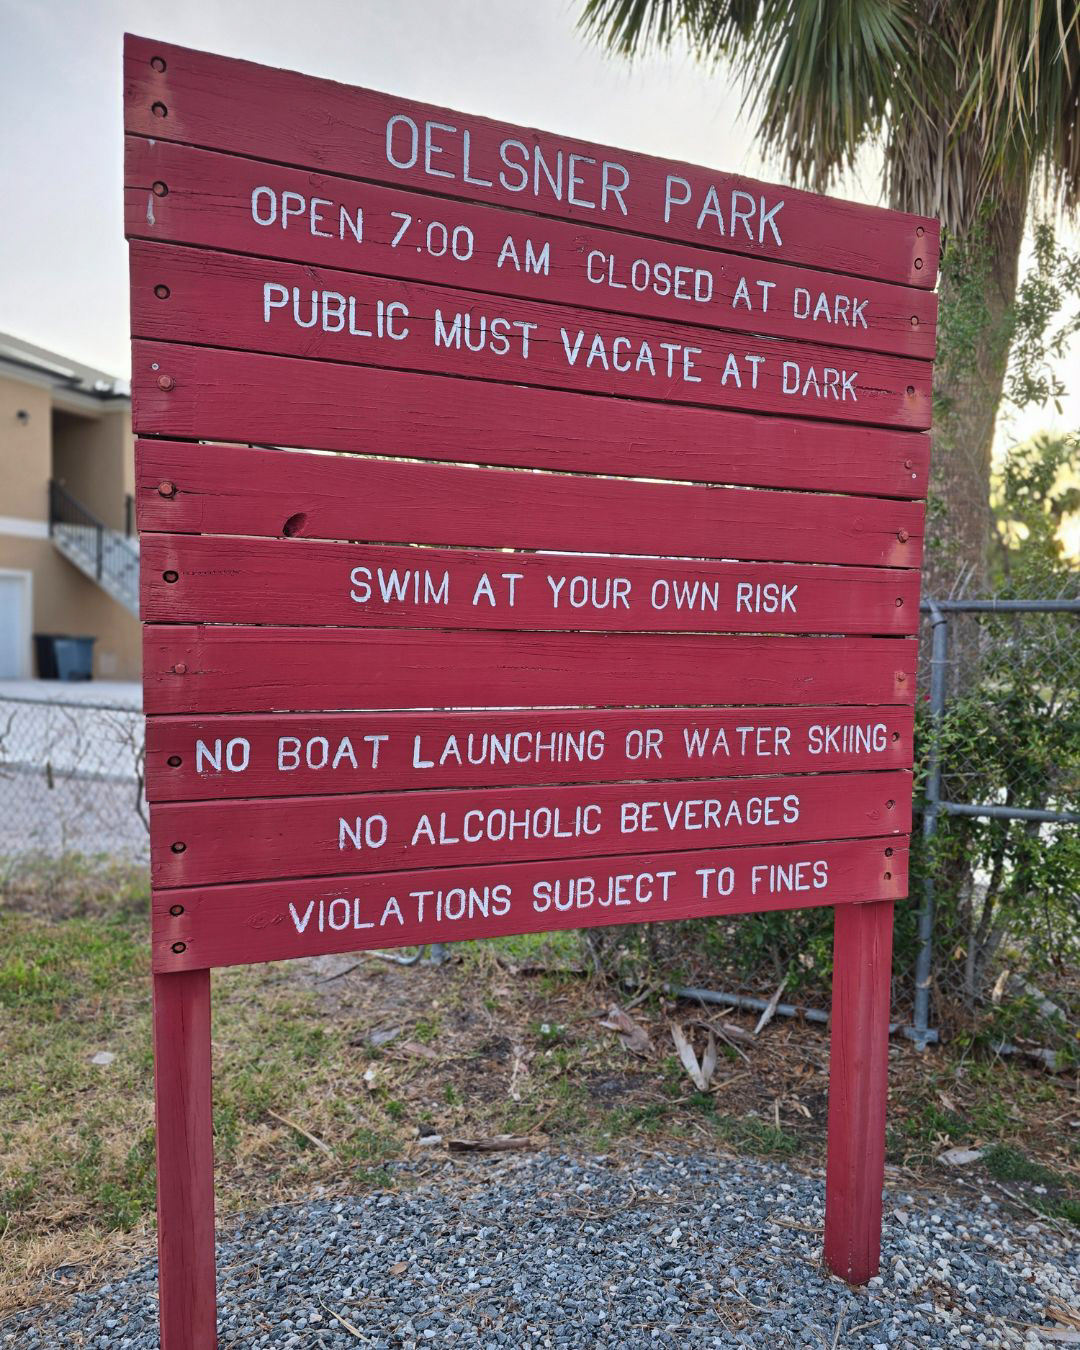 OELSNER PARK
OPEN 7:00 AM CLOSED AT DARK
PUBLIC MUST VACATE AT DARK
SWIM AT YOUR OWN RISK
NO BOAT LAUNCHING OR WATER SKIING
NO ALCOHOLIC BEVERAGES
VIOLATIONS SUBJECT TO FINES